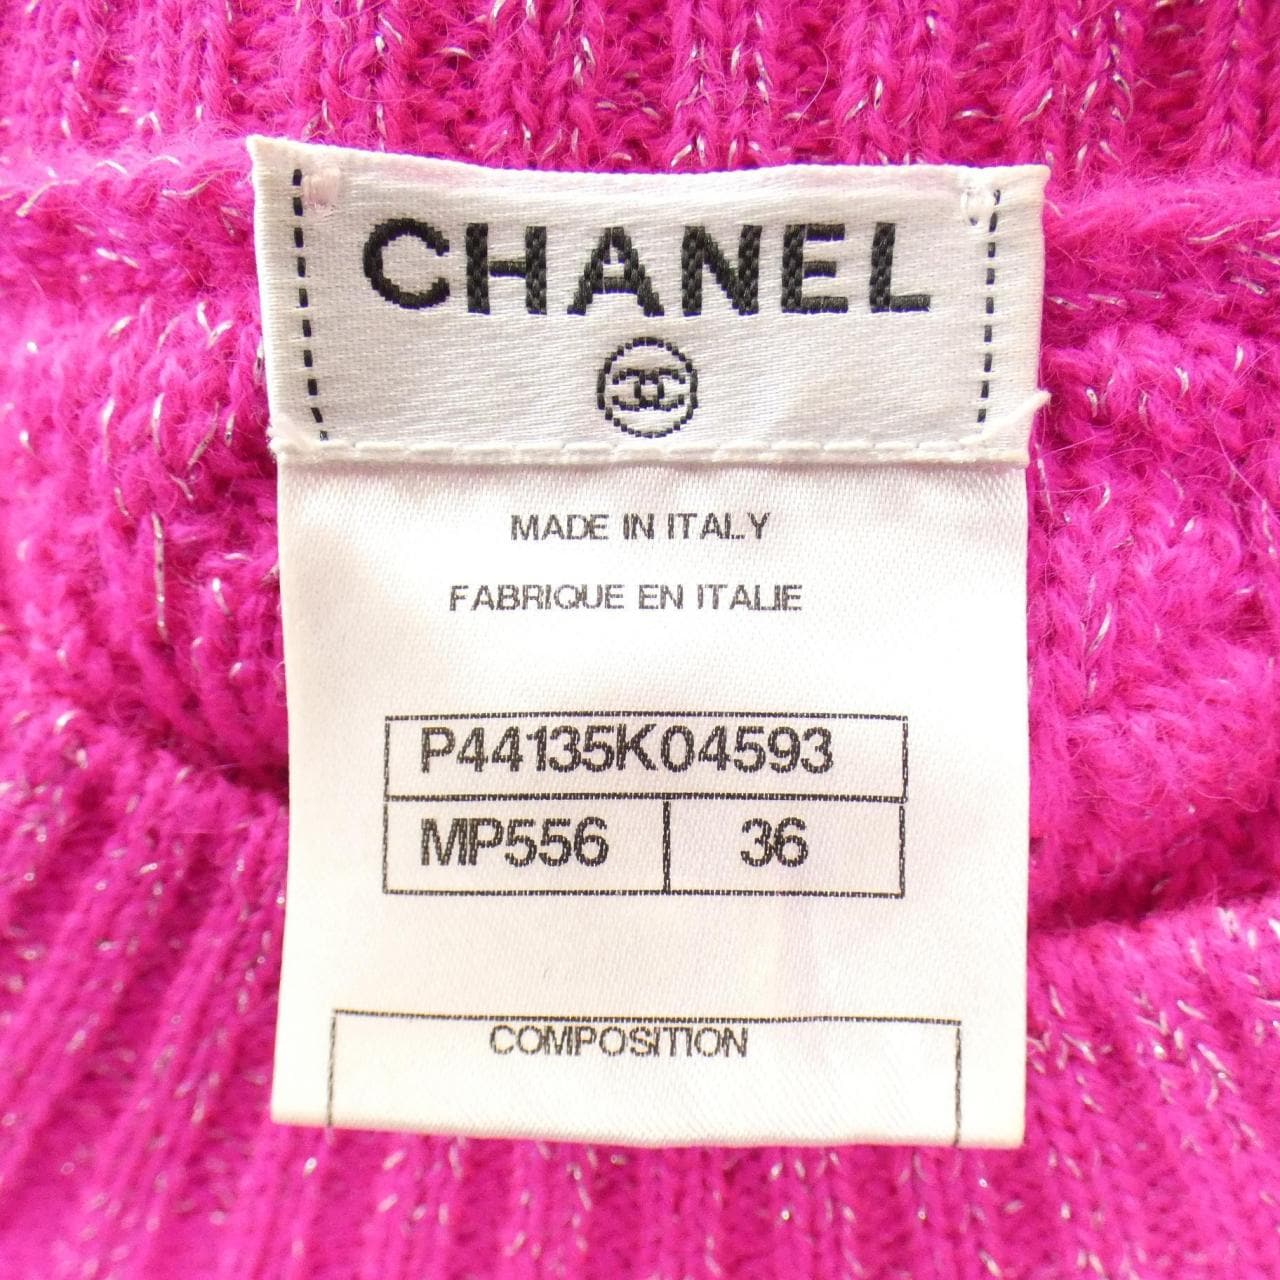 CHANEL
MADE IN ITALY
FABRIQUE EN ITALIE
P44135K04593
MP556 36
COMPOSITION